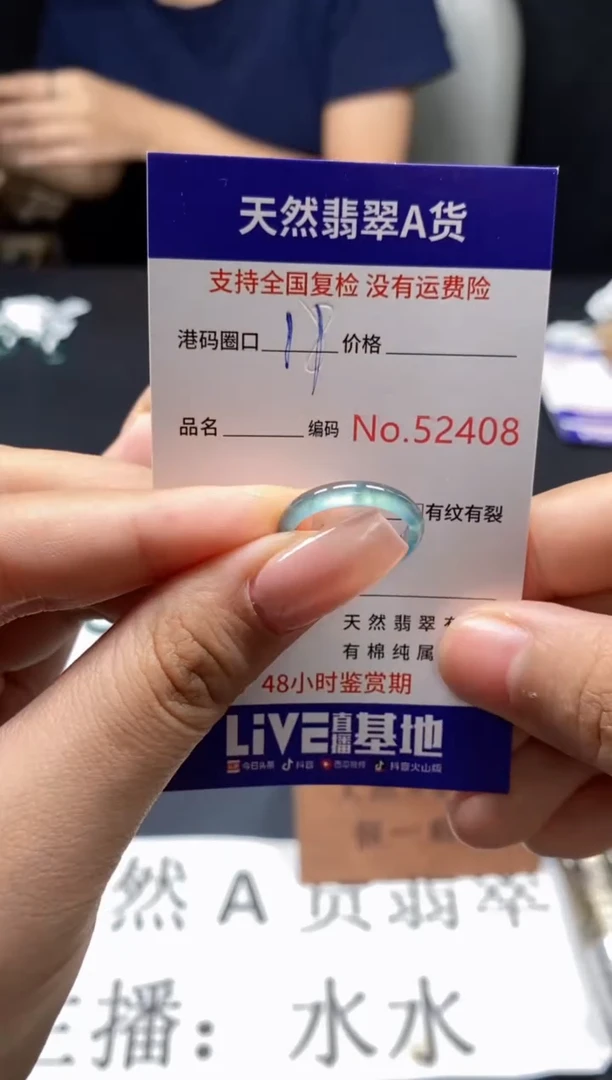 天然翡翠A货
支持全国复检 没有运费险
港码圈口 18 价格
品名 编码 No.52408
有纹有裂
天然翡翠
有棉纯属
48小时鉴赏期
LiVE直播基地
今日头条 抖音 西瓜视频 抖音火山版
然A货翡翠
主播：水水